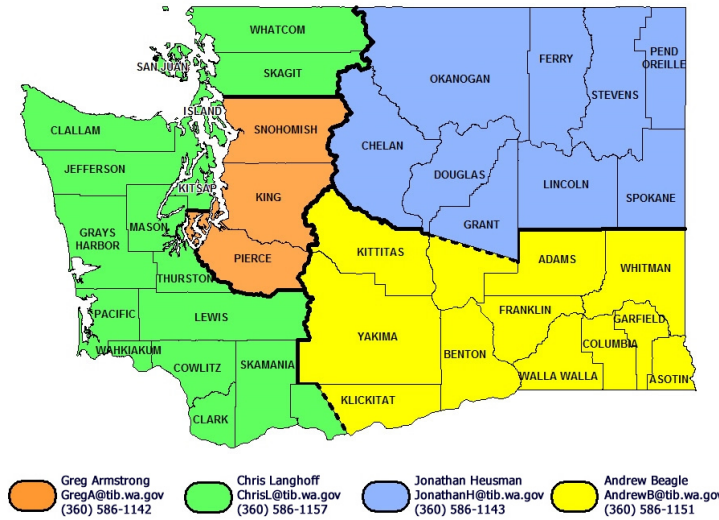 WHATCOM
SAN JUAN
SKAGIT
ISLAND
CLALLAM
SNOHOMISH
JEFFERSON
KITSAP
KING
MASON
GRAYS
HARBOR
PIERCE
THURSTON
PACIFIC
LEWIS
WAHKIAKUM
COWLITZ
SKAMANIA
CLARK
OKANOGAN
FERRY
PEND
OREILLE
STEVENS
CHELAN
DOUGLAS
LINCOLN
SPOKANE
GRANT
KITTITAS
ADAMS
WHITMAN
FRANKLIN
GARFIELD
YAKIMA
COLUMBIA
BENTON
WALLA WALLA
ASOTIN
KLICKITAT
Greg Armstrong
GregA@tib.wa.gov
(360) 586-1142
Chris Langhoff
ChrisL@tib.wa.gov
(360) 586-1157
Jonathan Heusman
JonathanH@tib.wa.gov
(360) 586-1143
Andrew Beagle
AndrewB@tib.wa.gov
(360) 586-1151